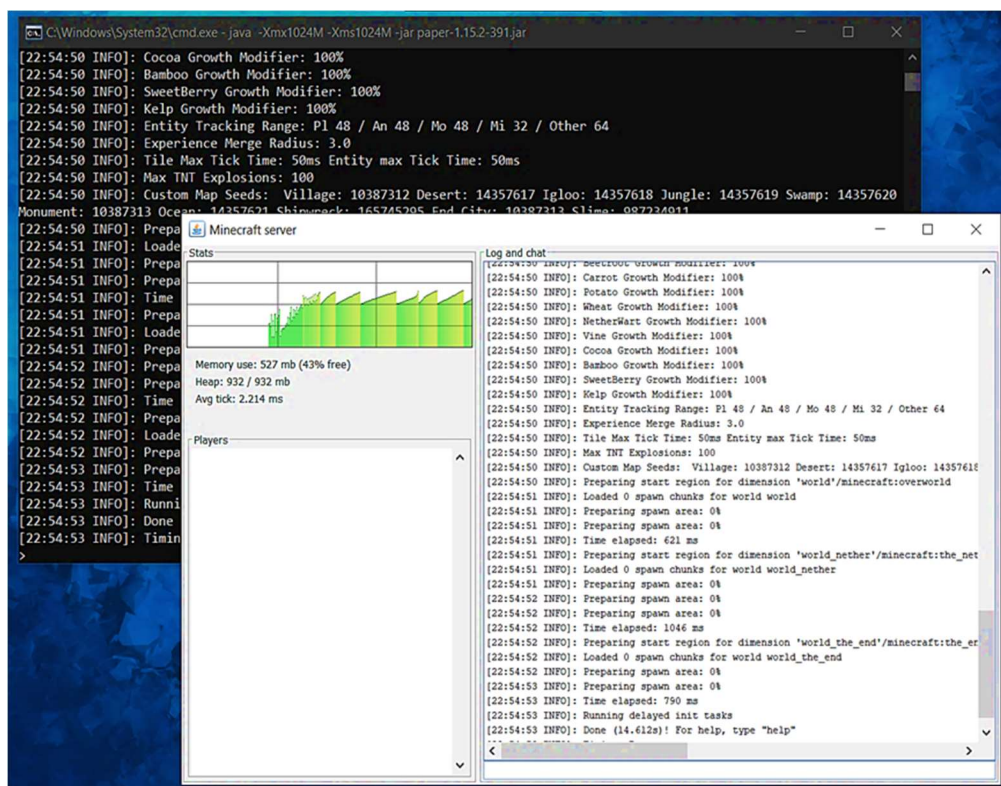 C:\Windows\System32\cmd.exe - java -Xmx1024M -Xms1024M -jar paper-1.15.2-391.jar
[22:54:50 INFO]: Cocoa Growth Modifier: 100%
[22:54:50 INFO]: Bamboo Growth Modifier: 100%
[22:54:50 INFO]: SweetBerry Growth Modifier: 100%
[22:54:50 INFO]: Kelp Growth Modifier: 100%
[22:54:50 INFO]: Entity Tracking Range: Pl 48 / An 48 / Mo 48 / Mi 32 / Other 64
[22:54:50 INFO]: Experience Merge Radius: 3.0
[22:54:50 INFO]: Tile Max Tick Time: 50ms Entity max Tick Time: 50ms
[22:54:50 INFO]: Max TNT Explosions: 100
[22:54:50 INFO]: Custom Map Seeds: Village: 10387312 Desert: 14357617 Igloo: 14357618 Jungle: 14357619 Swamp: 14357620
Monument: 10387313 Ocean: 14357621 Shipwreck: 165745295 End City: 10387313 Slime: 987234911
[22:54:50 INFO]: Prepa
[22:54:51 INFO]: Loade
[22:54:51 INFO]: Prepa
[22:54:51 INFO]: Prepa
[22:54:51 INFO]: Time
[22:54:51 INFO]: Prepa
[22:54:51 INFO]: Loade
[22:54:51 INFO]: Prepa
[22:54:52 INFO]: Prepa
[22:54:52 INFO]: Prepa
[22:54:52 INFO]: Time
[22:54:52 INFO]: Prepa
[22:54:52 INFO]: Loade
[22:54:52 INFO]: Prepa
[22:54:53 INFO]: Prepa
[22:54:53 INFO]: Time
[22:54:53 INFO]: Runni
[22:54:53 INFO]: Done
[22:54:53 INFO]: Timin
>
Minecraft server
Stats
Memory use: 527 mb (43% free)
Heap: 932 / 932 mb
Avg tick: 2.214 ms
Players
Log and chat
[22:54:50 INFO]: Beetroot Growth Modifier: 100%
[22:54:50 INFO]: Carrot Growth Modifier: 100%
[22:54:50 INFO]: Potato Growth Modifier: 100%
[22:54:50 INFO]: Wheat Growth Modifier: 100%
[22:54:50 INFO]: NetherWart Growth Modifier: 100%
[22:54:50 INFO]: Vine Growth Modifier: 100%
[22:54:50 INFO]: Cocoa Growth Modifier: 100%
[22:54:50 INFO]: Bamboo Growth Modifier: 100%
[22:54:50 INFO]: SweetBerry Growth Modifier: 100%
[22:54:50 INFO]: Kelp Growth Modifier: 100%
[22:54:50 INFO]: Entity Tracking Range: Pl 48 / An 48 / Mo 48 / Mi 32 / Other 64
[22:54:50 INFO]: Experience Merge Radius: 3.0
[22:54:50 INFO]: Tile Max Tick Time: 50ms Entity max Tick Time: 50ms
[22:54:50 INFO]: Max TNT Explosions: 100
[22:54:50 INFO]: Custom Map Seeds: Village: 10387312 Desert: 14357617 Igloo: 14357618
[22:54:50 INFO]: Preparing start region for dimension 'world'/minecraft:overworld
[22:54:51 INFO]: Loaded 0 spawn chunks for world world
[22:54:51 INFO]: Preparing spawn area: 0%
[22:54:51 INFO]: Preparing spawn area: 0%
[22:54:51 INFO]: Time elapsed: 621 ms
[22:54:51 INFO]: Preparing start region for dimension 'world_nether'/minecraft:the_net
[22:54:51 INFO]: Loaded 0 spawn chunks for world world_nether
[22:54:51 INFO]: Preparing spawn area: 0%
[22:54:52 INFO]: Preparing spawn area: 0%
[22:54:52 INFO]: Preparing spawn area: 0%
[22:54:52 INFO]: Time elapsed: 1046 ms
[22:54:52 INFO]: Preparing start region for dimension 'world_the_end'/minecraft:the_en
[22:54:52 INFO]: Loaded 0 spawn chunks for world world_the_end
[22:54:52 INFO]: Preparing spawn area: 0%
[22:54:53 INFO]: Preparing spawn area: 0%
[22:54:53 INFO]: Time elapsed: 790 ms
[22:54:53 INFO]: Running delayed init tasks
[22:54:53 INFO]: Done (14.612s)! For help, type "help"